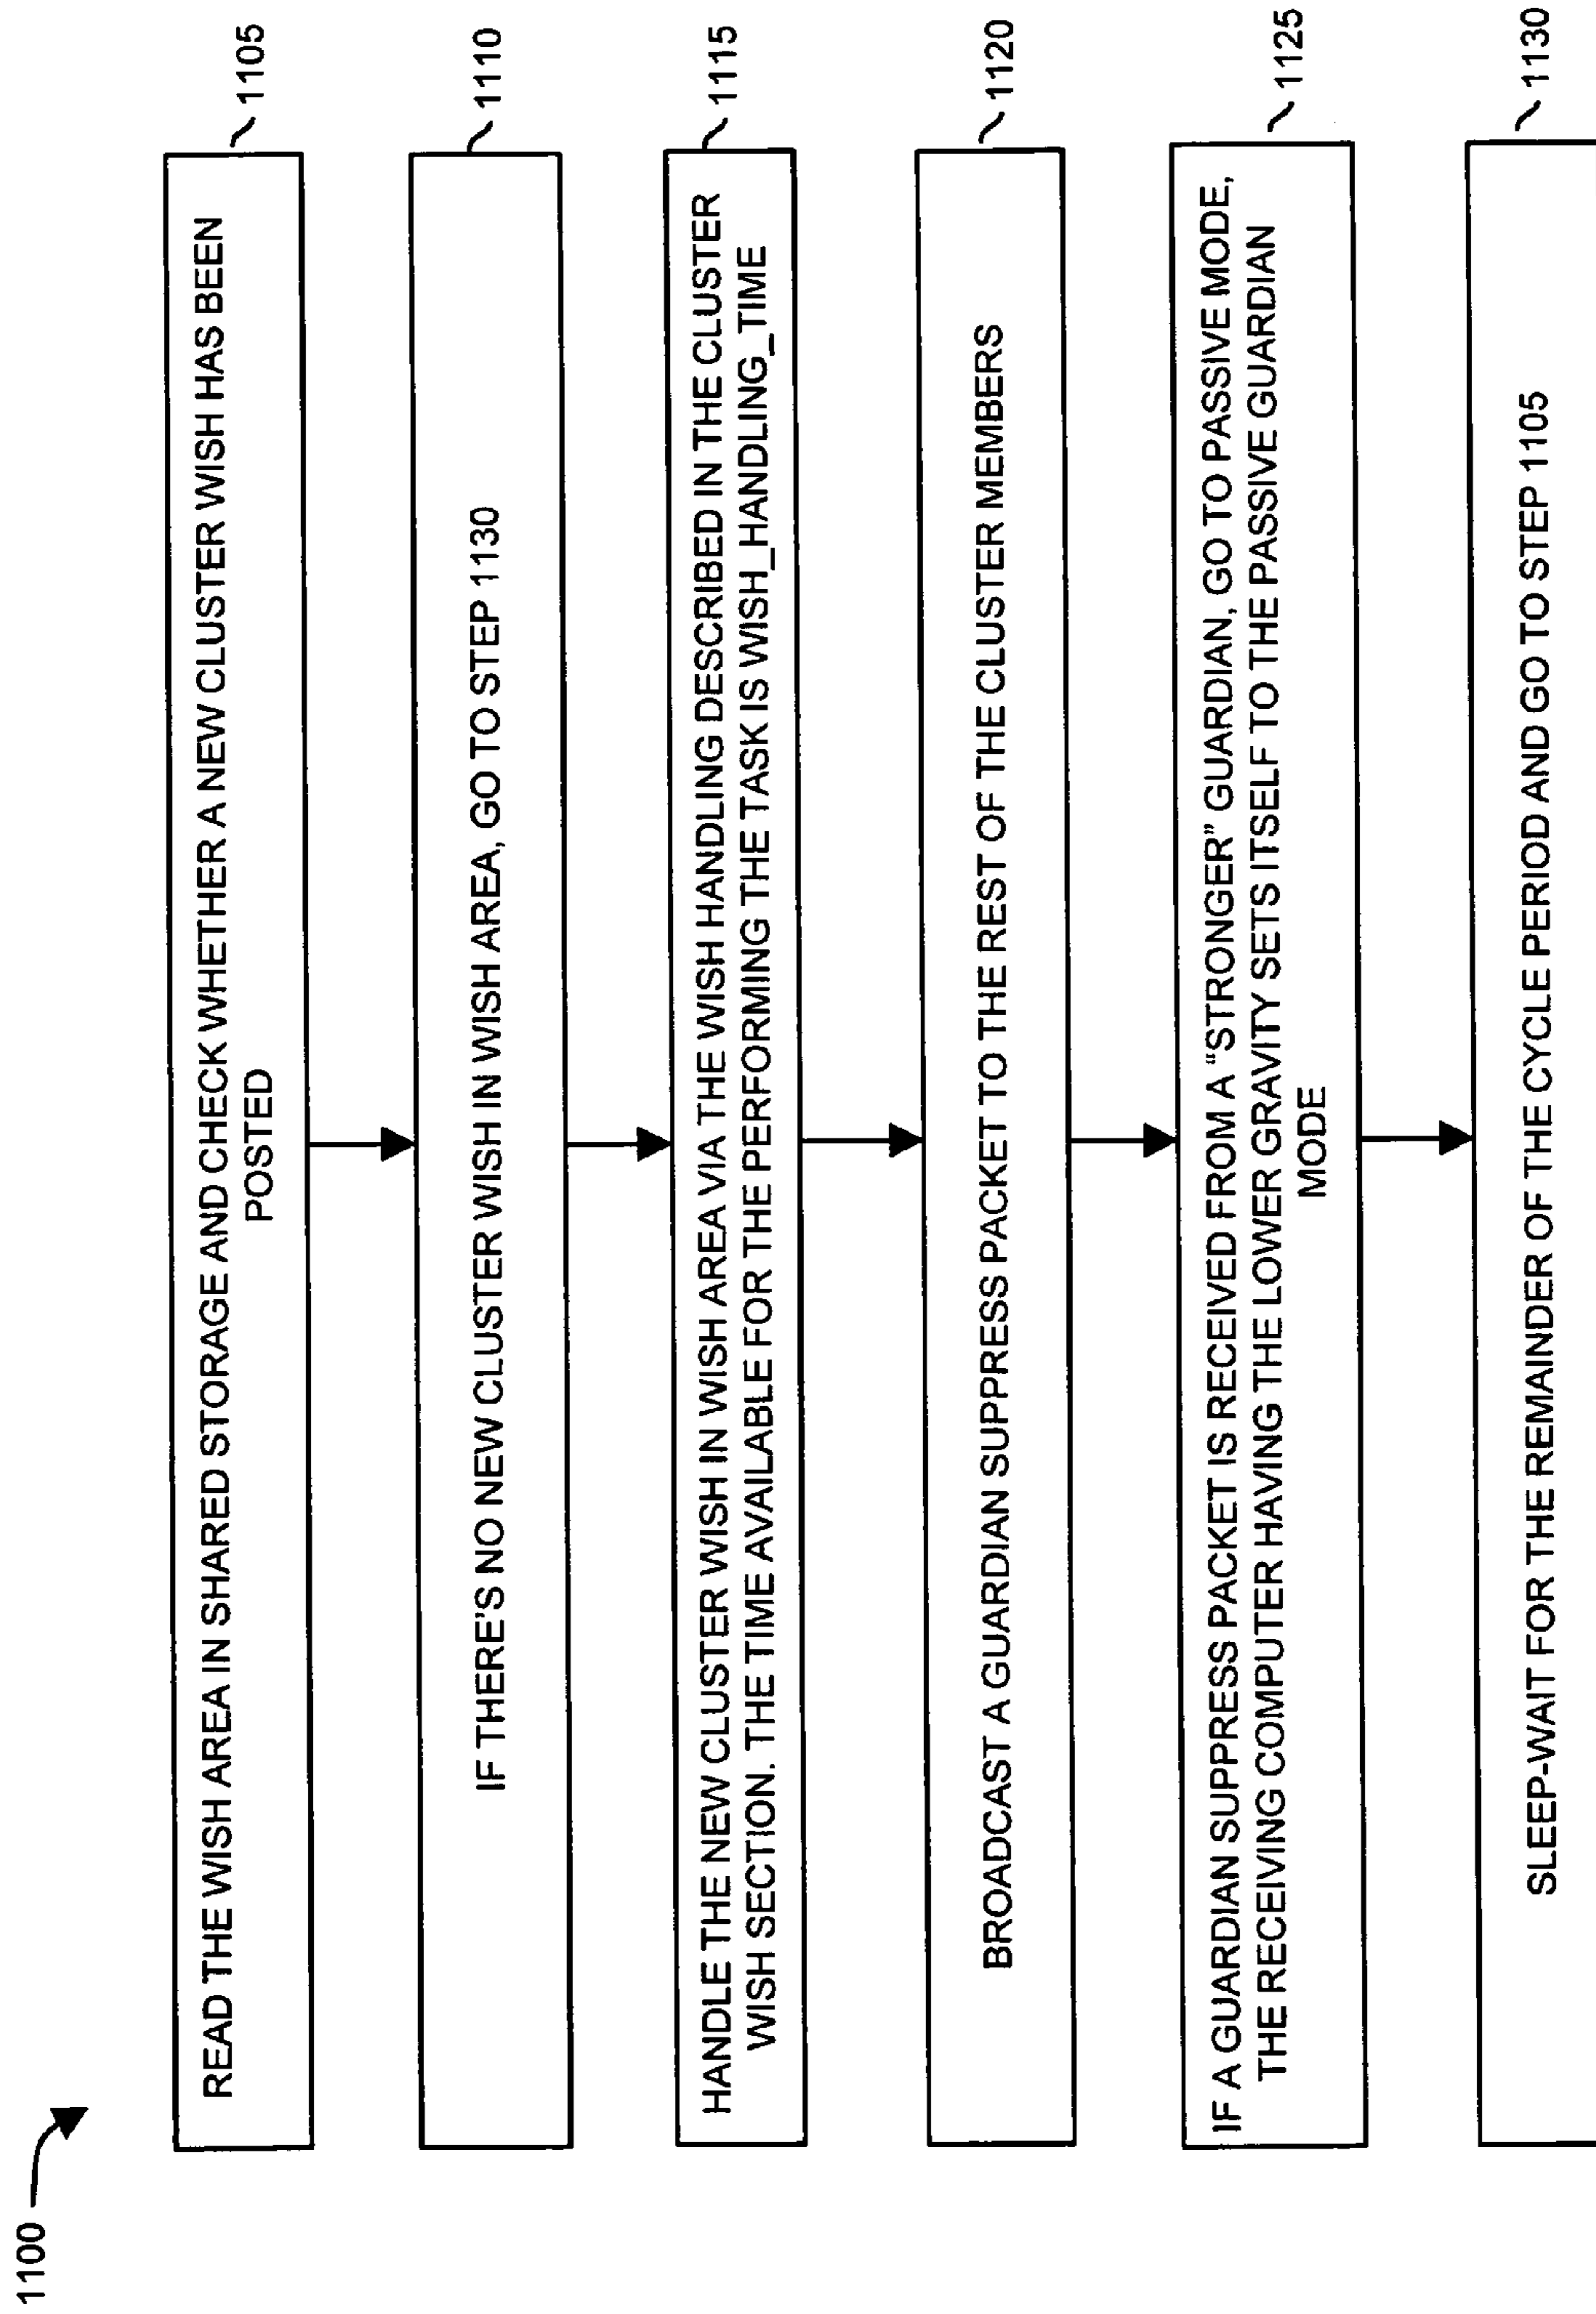 1100
READ THE WISH AREA IN SHARED STORAGE AND CHECK WHETHER A NEW CLUSTER WISH HAS BEEN
POSTED
1105
IF THERE'S NO NEW CLUSTER WISH IN WISH AREA, GO TO STEP 1130
1110
HANDLE THE NEW CLUSTER WISH IN WISH AREA VIA THE WISH HANDLING DESCRIBED IN THE CLUSTER
WISH SECTION. THE TIME AVAILABLE FOR THE PERFORMING THE TASK IS WISH_HANDLING_TIME
1115
BROADCAST A GUARDIAN SUPPRESS PACKET TO THE REST OF THE CLUSTER MEMBERS
1120
IF A GUARDIAN SUPPRESS PACKET IS RECEIVED FROM A “STRONGER” GUARDIAN, GO TO PASSIVE MODE,
THE RECEIVING COMPUTER HAVING THE LOWER GRAVITY SETS ITSELF TO THE PASSIVE GUARDIAN
MODE
1125
SLEEP-WAIT FOR THE REMAINDER OF THE CYCLE PERIOD AND GO TO STEP 1105
1130